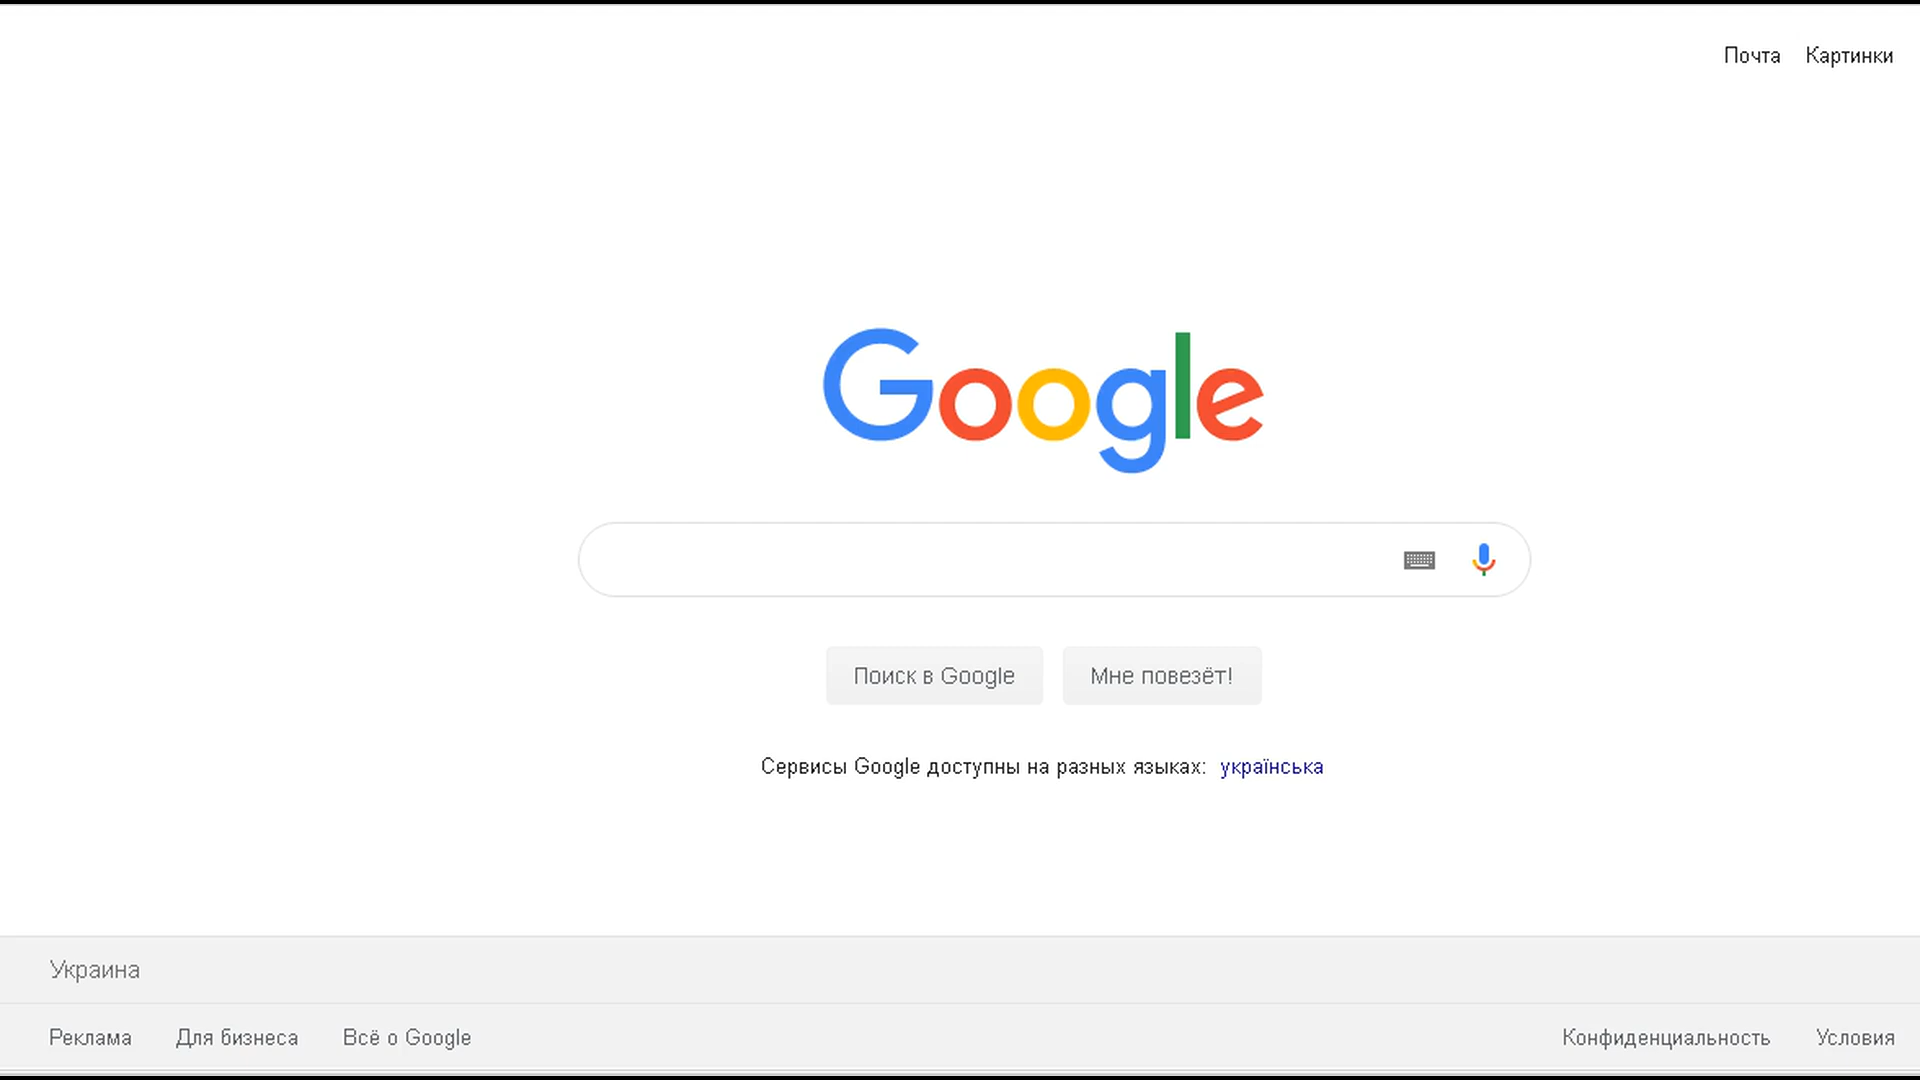 Почта Картинки
Google
Поиск в Google Мне повезёт!
Сервисы Google доступны на разных языках: українська
Украина
Реклама Для бизнеса Всё о Google Конфиденциальность Условия